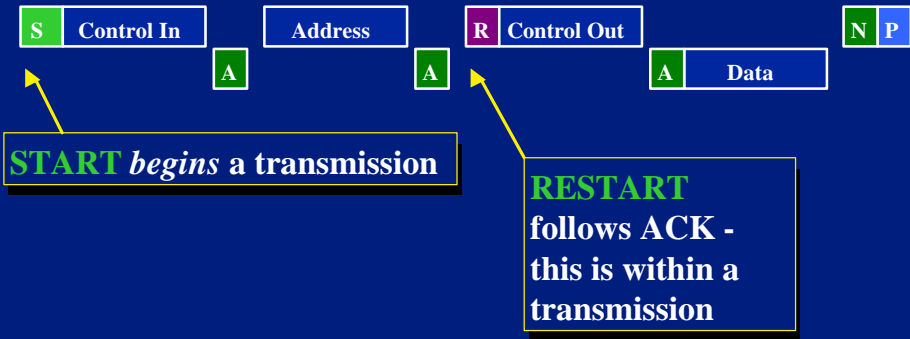 S Control In Address R Control Out N P
A A A Data
START begins a transmission
RESTART
follows ACK -
this is within a
transmission